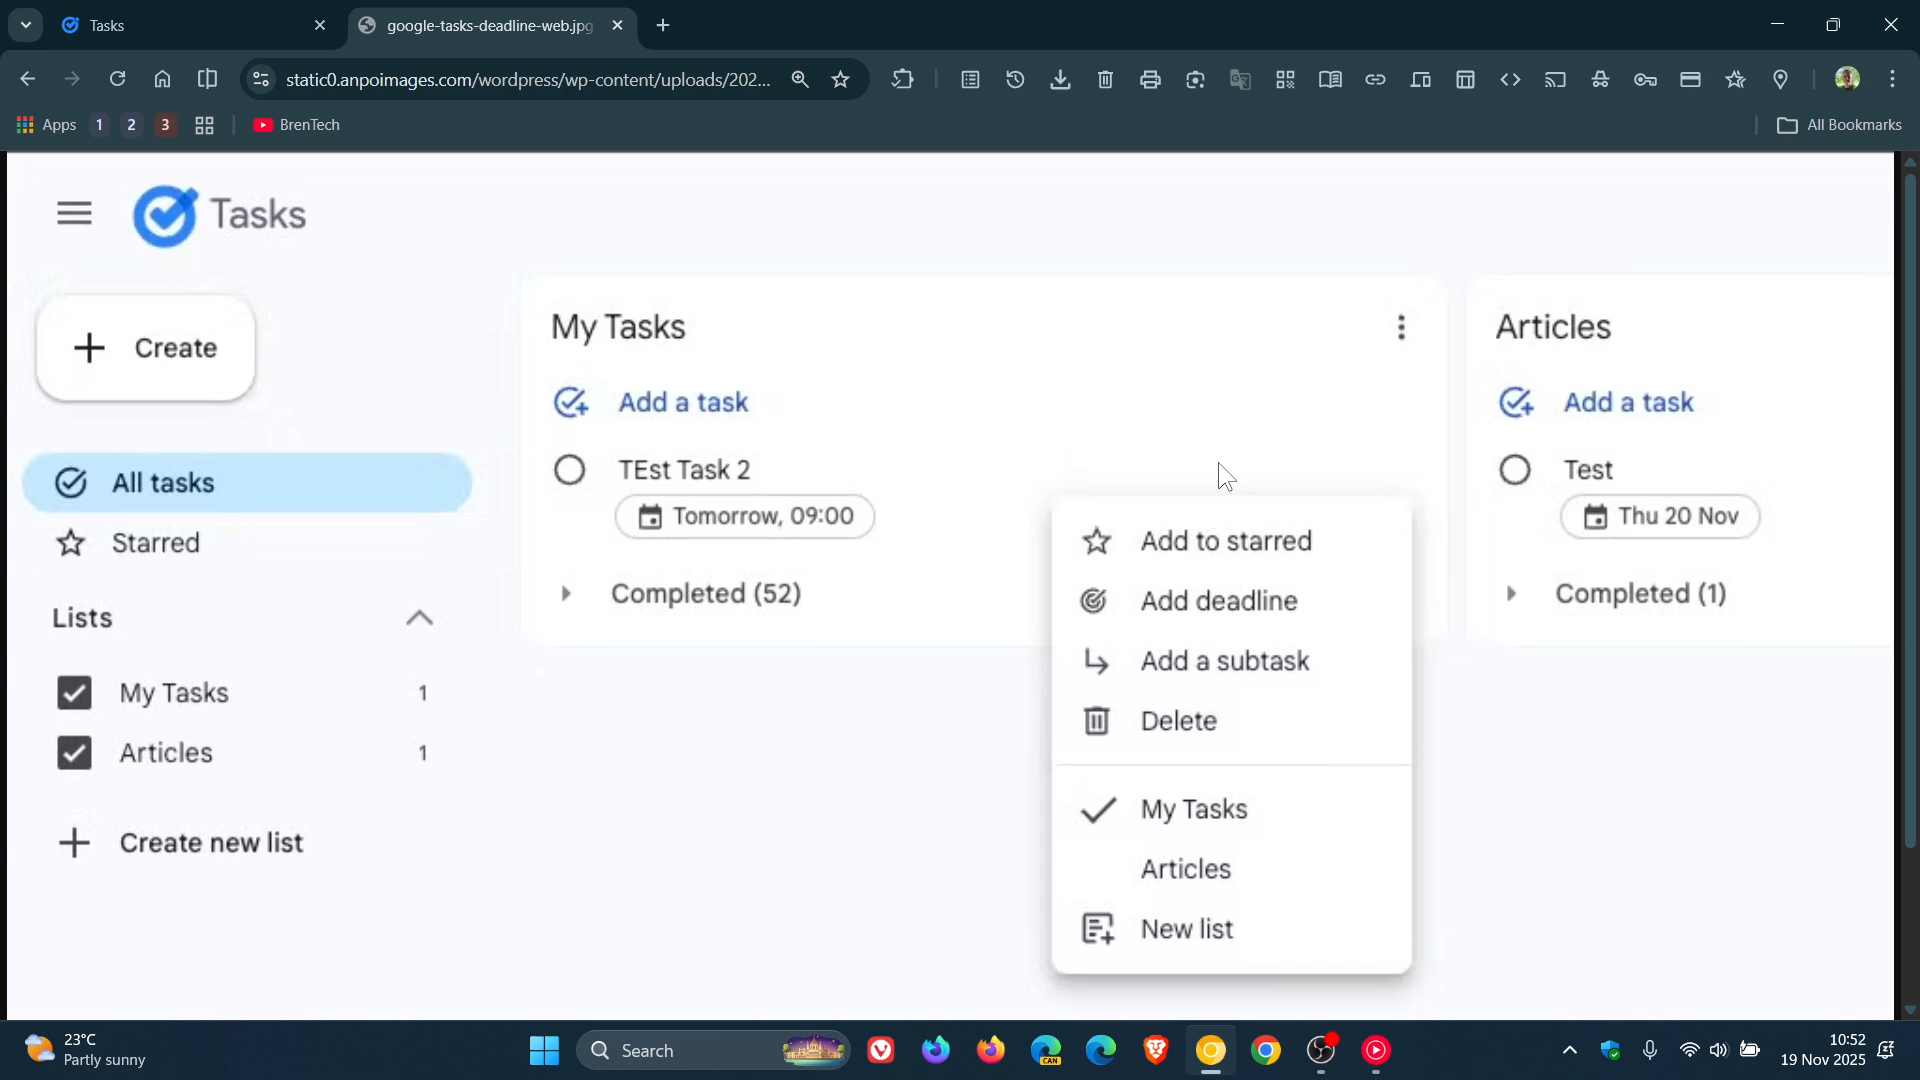 Tasks
google-tasks-deadline-web.jpg
static0.anpoimages.com/wordpress/wp-content/uploads/202...
Apps 1 2 3 BrenTech All Bookmarks
Tasks
Create
All tasks
Starred
Lists
My Tasks 1
Articles 1
Create new list
My Tasks
Add a task
TEst Task 2
Tomorrow, 09:00
Completed (52)
Add to starred
Add deadline
Add a subtask
Delete
My Tasks
Articles
New list
Articles
Add a task
Test
Thu 20 Nov
Completed (1)
23°C
Partly sunny
Search
CAN
10:52
19 Nov 2025